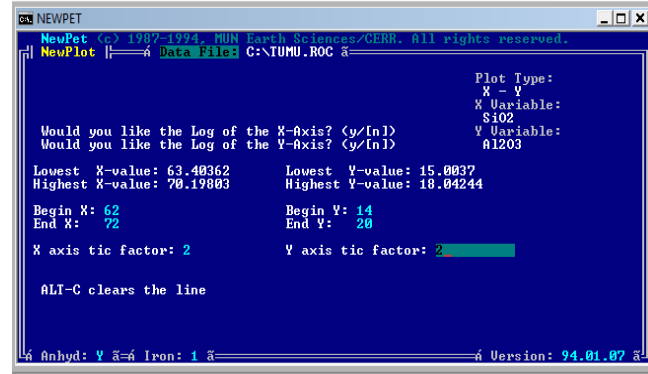 NEWPET
NewPet (c) 1987-1994, MUN Earth Sciences/CERR. All rights reserved.
NewPlot á Data File: C:\TUMU.ROC ã
Plot Type:
X - Y
X Variable:
SiO2
Would you like the Log of the X-Axis? (y/[n]) Y Variable:
Would you like the Log of the Y-Axis? (y/[n]) Al2O3
Lowest X-value: 63.40362 Lowest Y-value: 15.0037
Highest X-value: 70.19803 Highest Y-value: 18.04244
Begin X: 62 Begin Y: 14
End X: 72 End Y: 20
X axis tic factor: 2 Y axis tic factor: 2
ALT-C clears the line
á Anhyd: Y ã=á Iron: 1 ã á Version: 94.01.07 ã